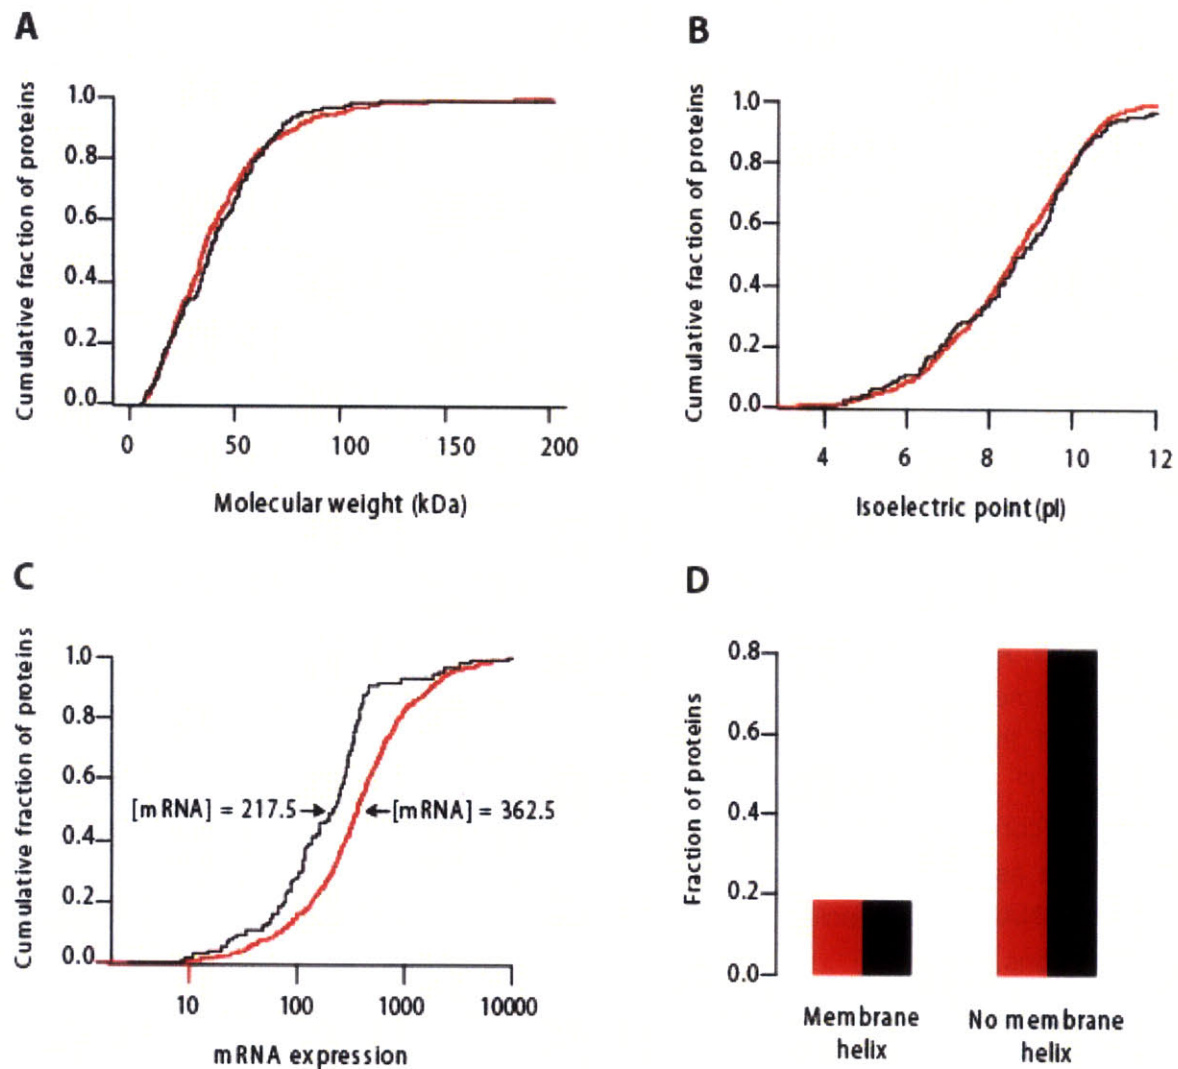 A
Cumulative fraction of proteins
1.0
0.8
0.6
0.4
0.2
0.0
0 50 100 150 200
Molecular weight (kDa)
B
Cumulative fraction of proteins
1.0
0.8
0.6
0.4
0.2
0.0
4 6 8 10 12
Isoelectric point (pI)
C
Cumulative fraction of proteins
1.0
0.8
0.6
0.4
0.2
0.0
[mRNA] = 217.5
[mRNA] = 362.5
10 100 1000 10000
mRNA expression
D
Fraction of proteins
0.8
0.6
0.4
0.2
0.0
Membrane
helix
No membrane
helix